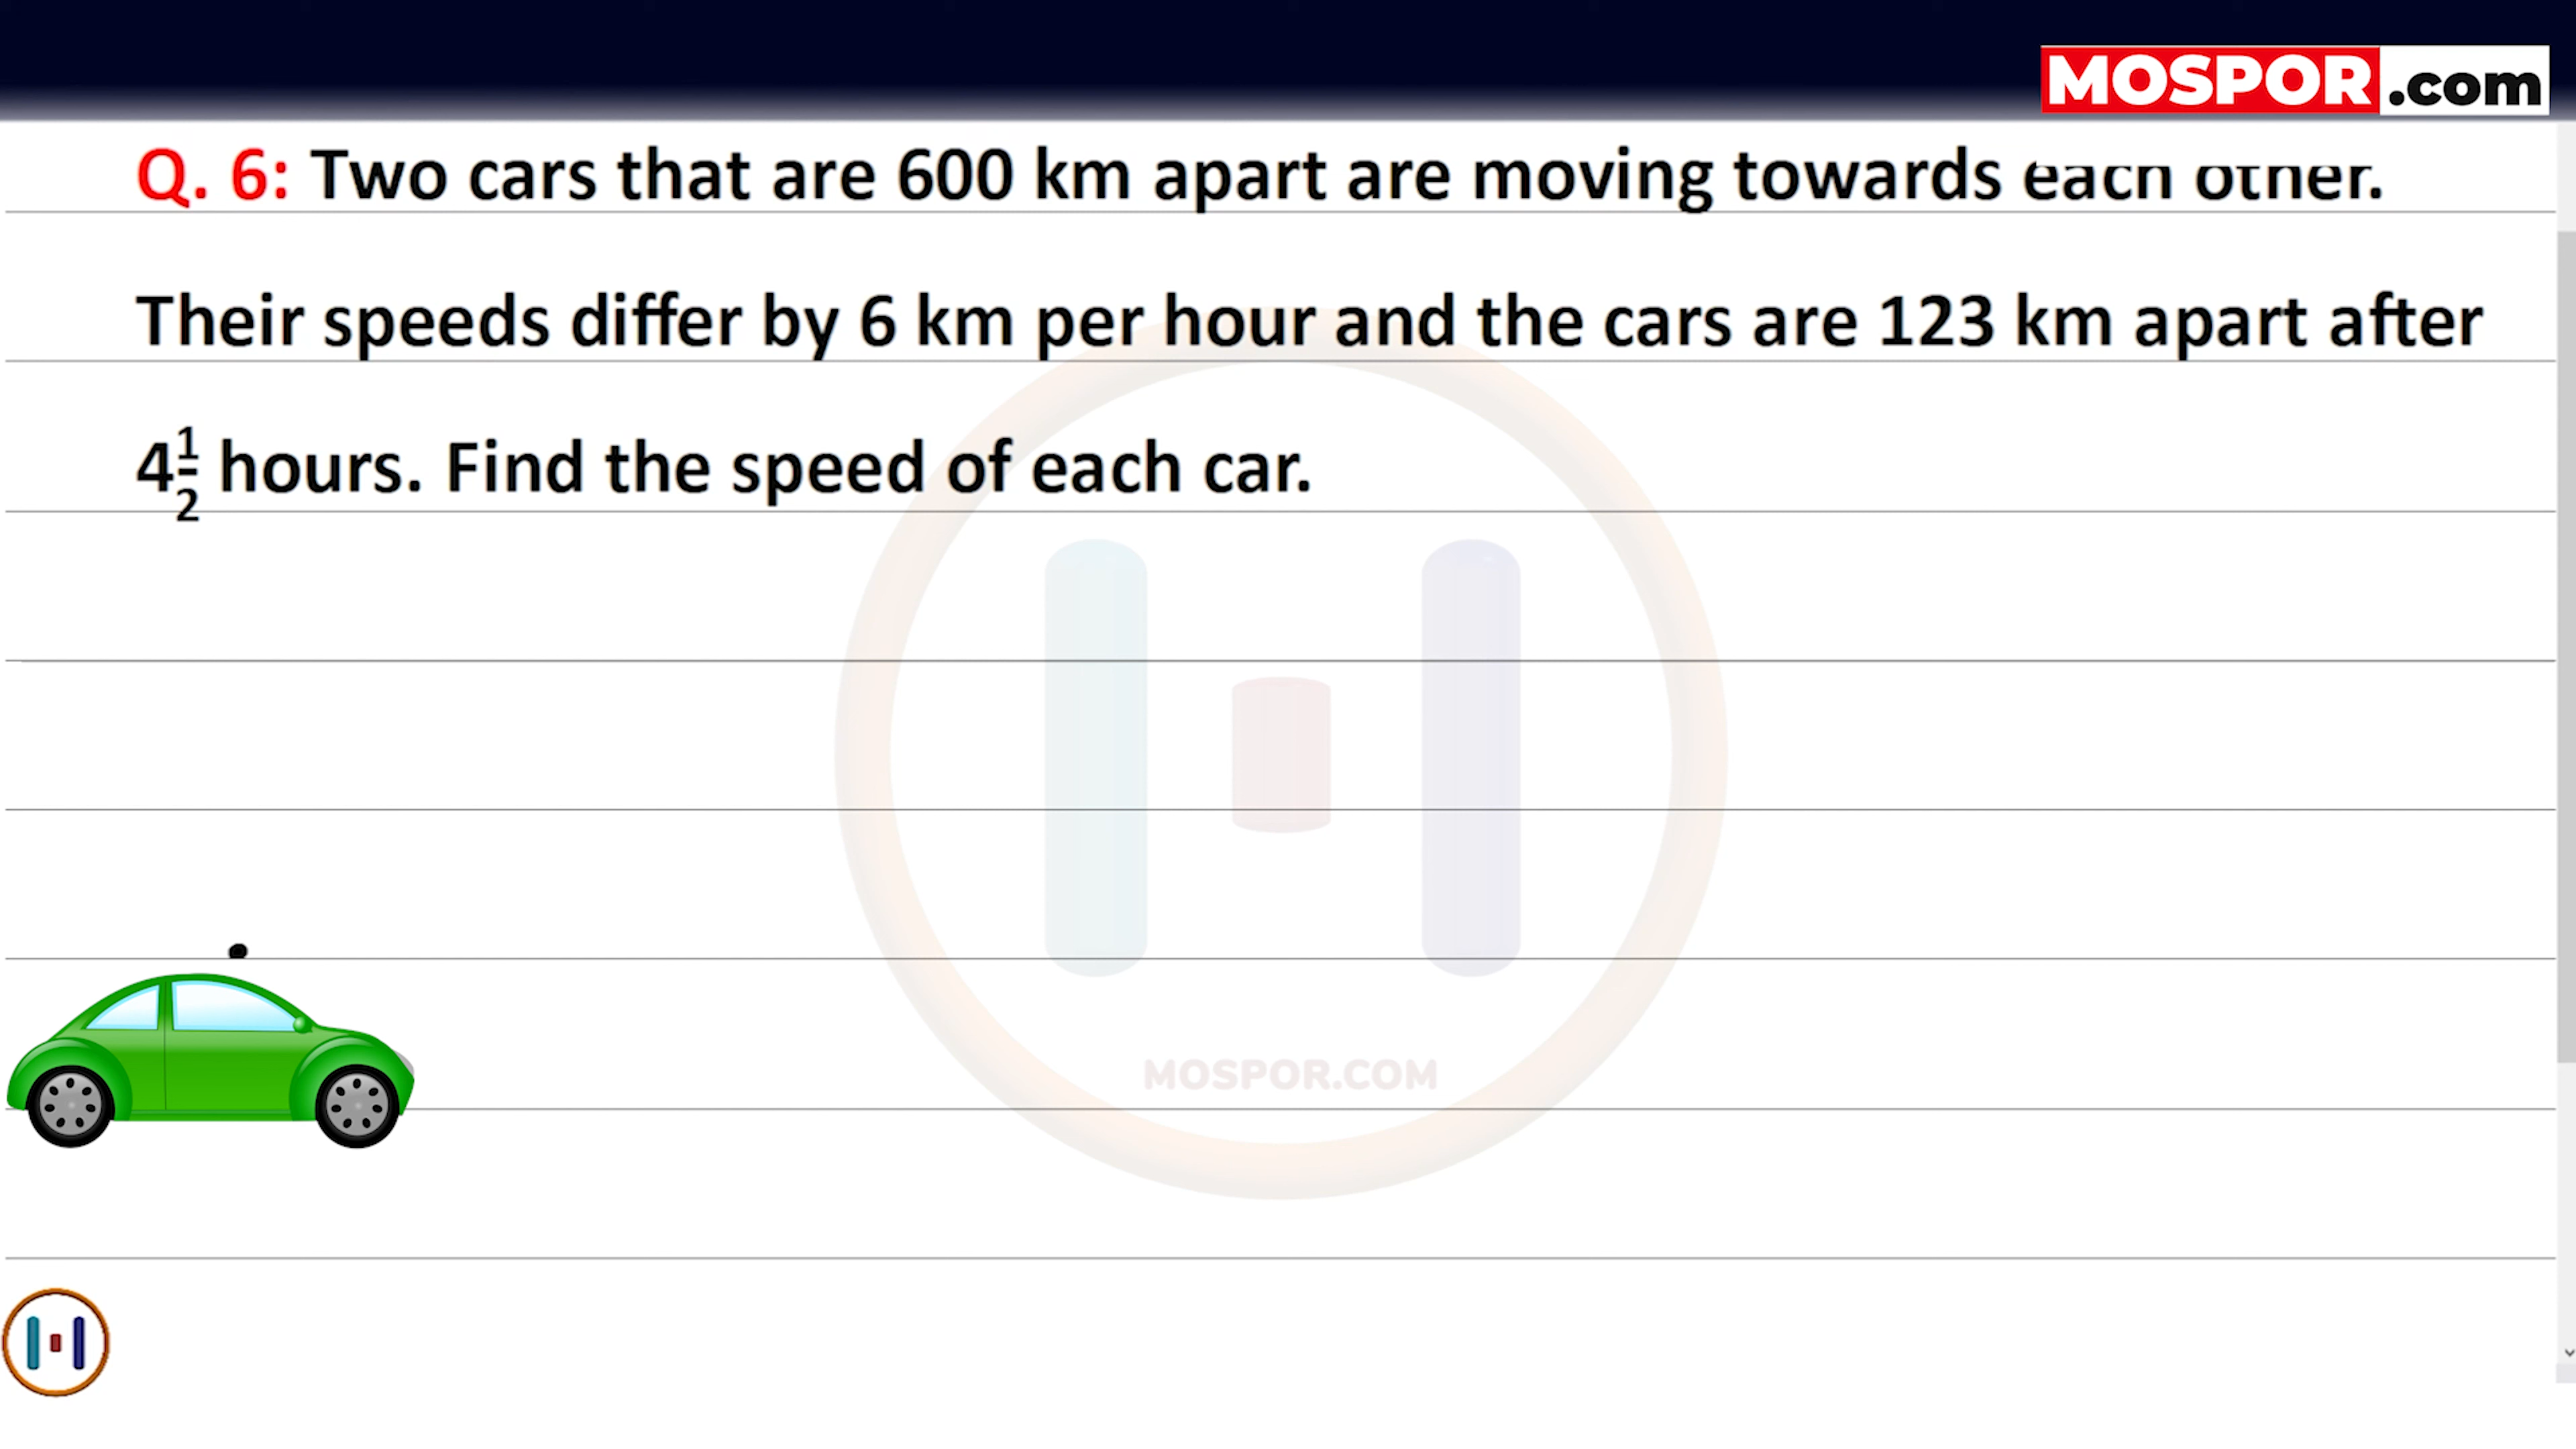 MOSPOR.com
Q. 6: Two cars that are 600 km apart are moving towards each other.
Their speeds differ by 6 km per hour and the cars are 123 km apart after
4 1/2 hours. Find the speed of each car.
MOSPOR.COM